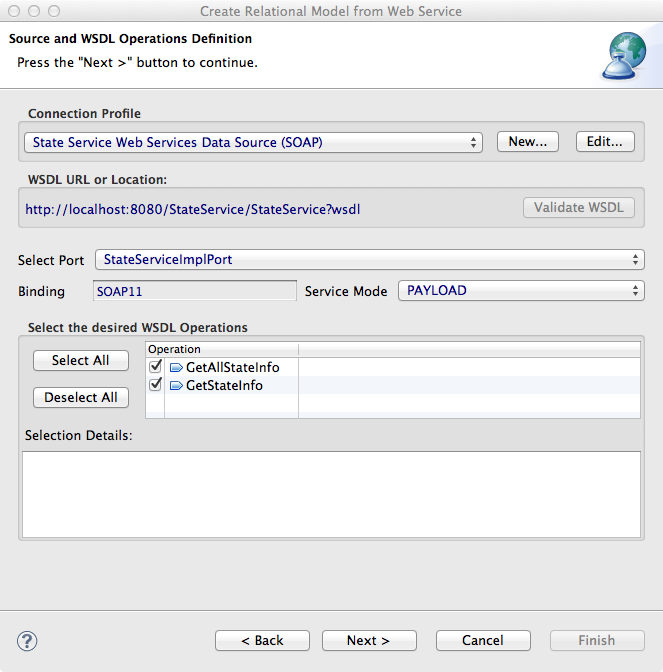 Create Relational Model from Web Service
Source and WSDL Operations Definition
Press the "Next >" button to continue.
Connection Profile
State Service Web Services Data Source (SOAP)
New...
Edit...
WSDL URL or Location:
http://localhost:8080/StateService/StateService?wsdl
Validate WSDL
Select Port
StateServiceImplPort
Binding
SOAP11
Service Mode
PAYLOAD
Select the desired WSDL Operations
Select All
Deselect All
Operation
GetAllStateInfo
GetStateInfo
Selection Details:
?
< Back
Next >
Cancel
Finish